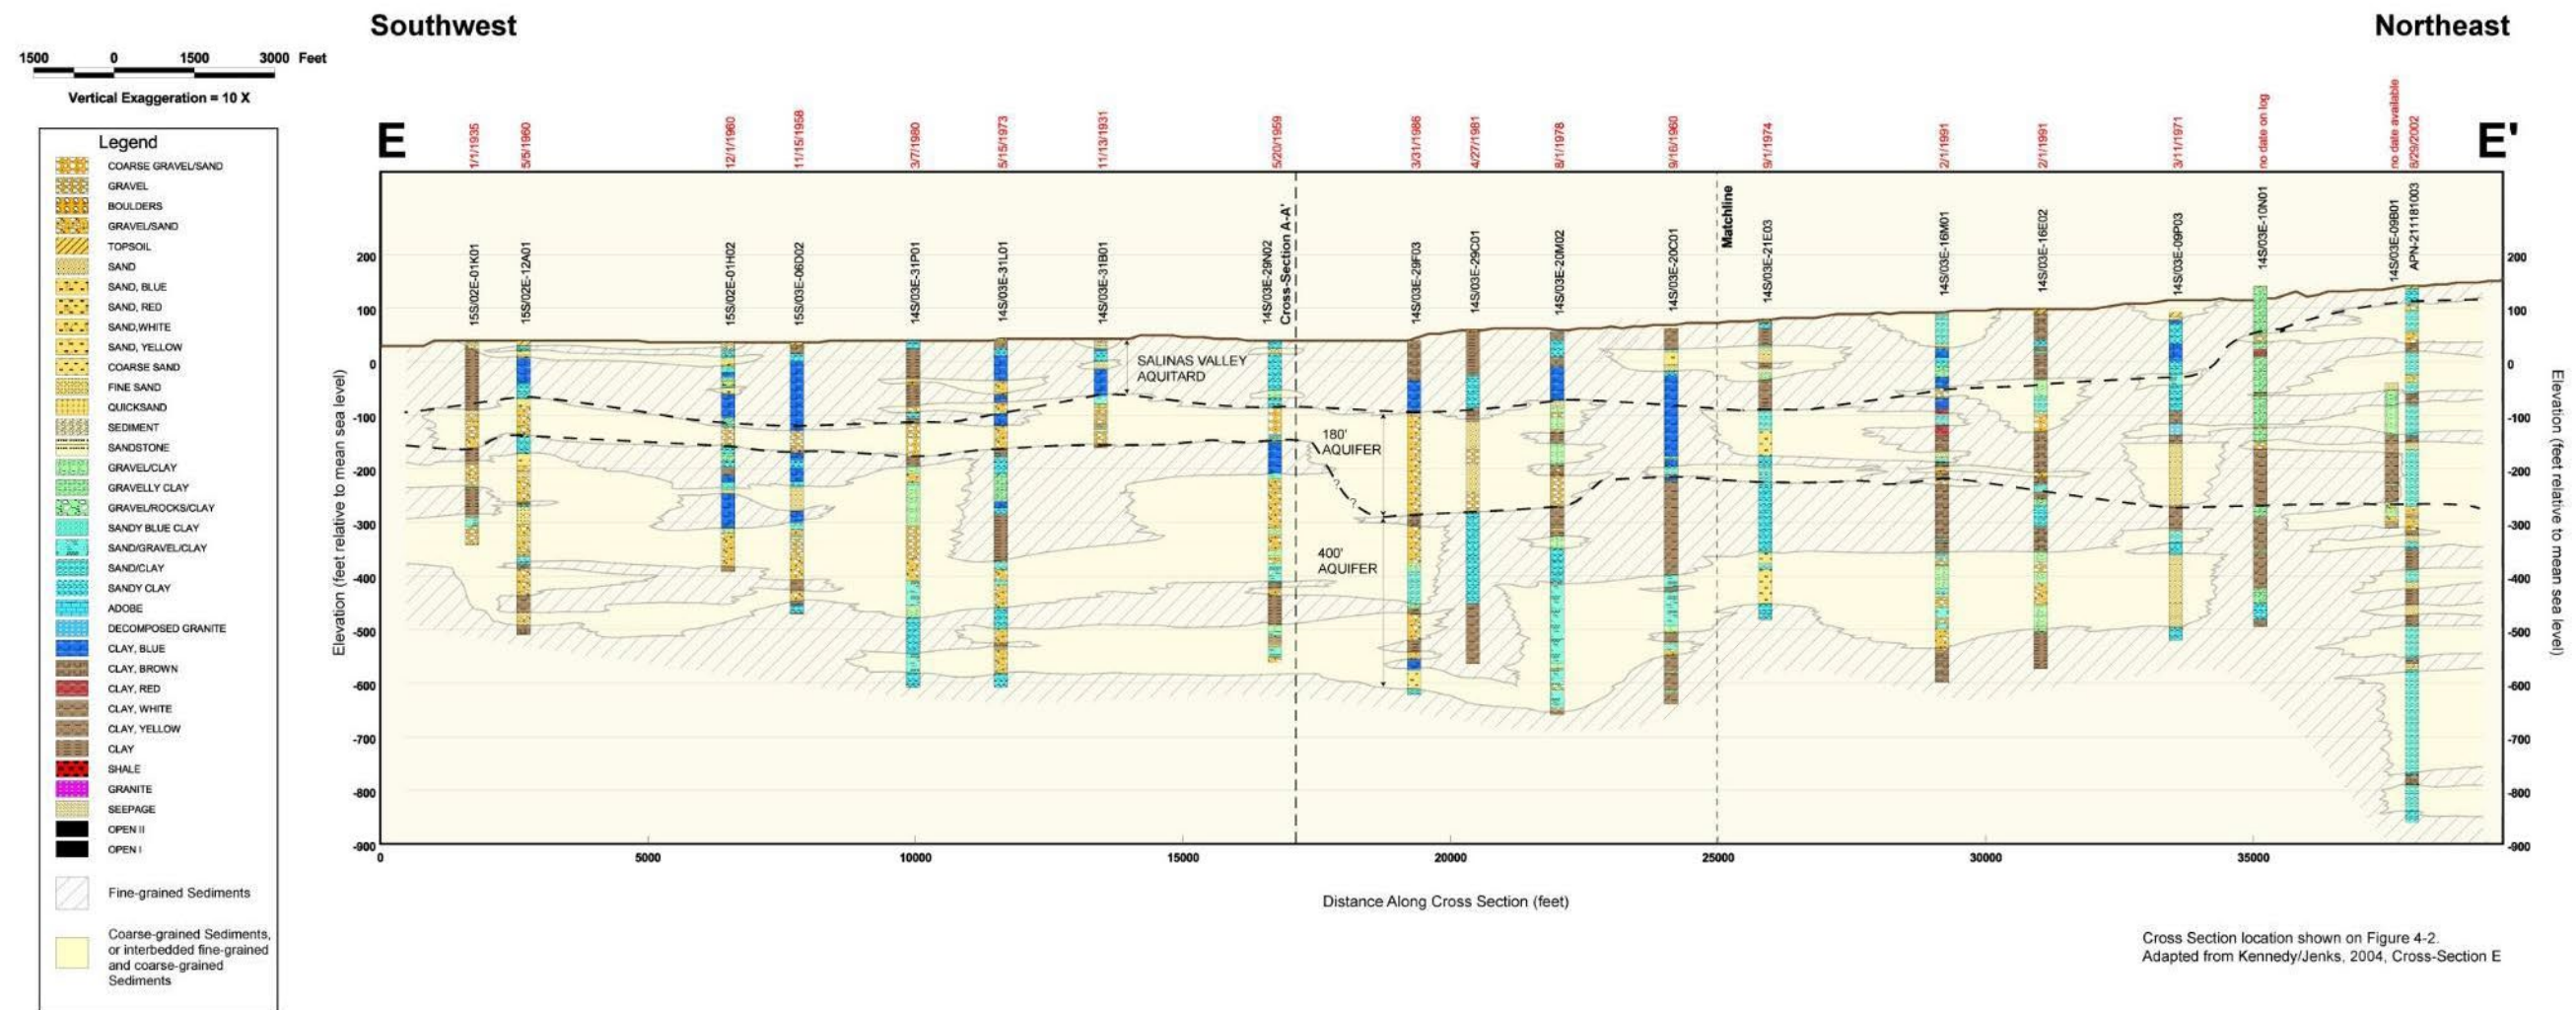 Southwest
Northeast
1500 0 1500 3000 Feet
Vertical Exaggeration = 10 X
Legend
COARSE GRAVEL/SAND
GRAVEL
BOULDERS
GRAVEL/SAND
TOPSOIL
SAND
SAND, BLUE
SAND, RED
SAND,WHITE
SAND, YELLOW
COARSE SAND
FINE SAND
QUICKSAND
SEDIMENT
SANDSTONE
GRAVEL/CLAY
GRAVELLY CLAY
GRAVEL/ROCKS/CLAY
SANDY BLUE CLAY
SAND/GRAVEL/CLAY
SAND/CLAY
SANDY CLAY
ADOBE
DECOMPOSED GRANITE
CLAY, BLUE
CLAY, BROWN
CLAY, RED
CLAY, WHITE
CLAY, YELLOW
CLAY
SHALE
GRANITE
SEEPAGE
OPEN II
OPEN I
Fine-grained Sediments
Coarse-grained Sediments,
or interbedded fine-grained
and coarse-grained
Sediments
E
E'
1/1/1935
5/5/1960
12/1/1960
11/15/1958
3/7/1980
5/15/1973
11/13/1931
5/20/1959
3/31/1986
4/27/1981
8/1/1978
9/16/1960
9/1/1974
2/1/1991
2/1/1991
3/11/1971
no date on log
no date available
8/29/2002
15S/02E-01K01
15S/02E-12A01
15S/02E-01H02
15S/03E-06D02
14S/03E-31P01
14S/03E-31L01
14S/03E-31B01
14S/03E-29N02
Cross-Section A-A'
14S/03E-29F03
14S/03E-29C01
14S/03E-20M02
14S/03E-20C01
Matchline
14S/03E-21E03
14S/03E-16M01
14S/03E-16E02
14S/03E-09P03
14S/03E-10N01
14S/03E-09B01
APN-211181003
Elevation (feet relative to mean sea level)
200
100
0
-100
-200
-300
-400
-500
-600
-700
-800
-900
SALINAS VALLEY
AQUITARD
180'
AQUIFER
?
?
400'
AQUIFER
200
100
0
-100
-200
-300
-400
-500
-600
-700
-800
-900
Elevation (feet relative to mean sea level)
0 5000 10000 15000 20000 25000 30000 35000
Distance Along Cross Section (feet)
Cross Section location shown on Figure 4-2.
Adapted from Kennedy/Jenks, 2004, Cross-Section E